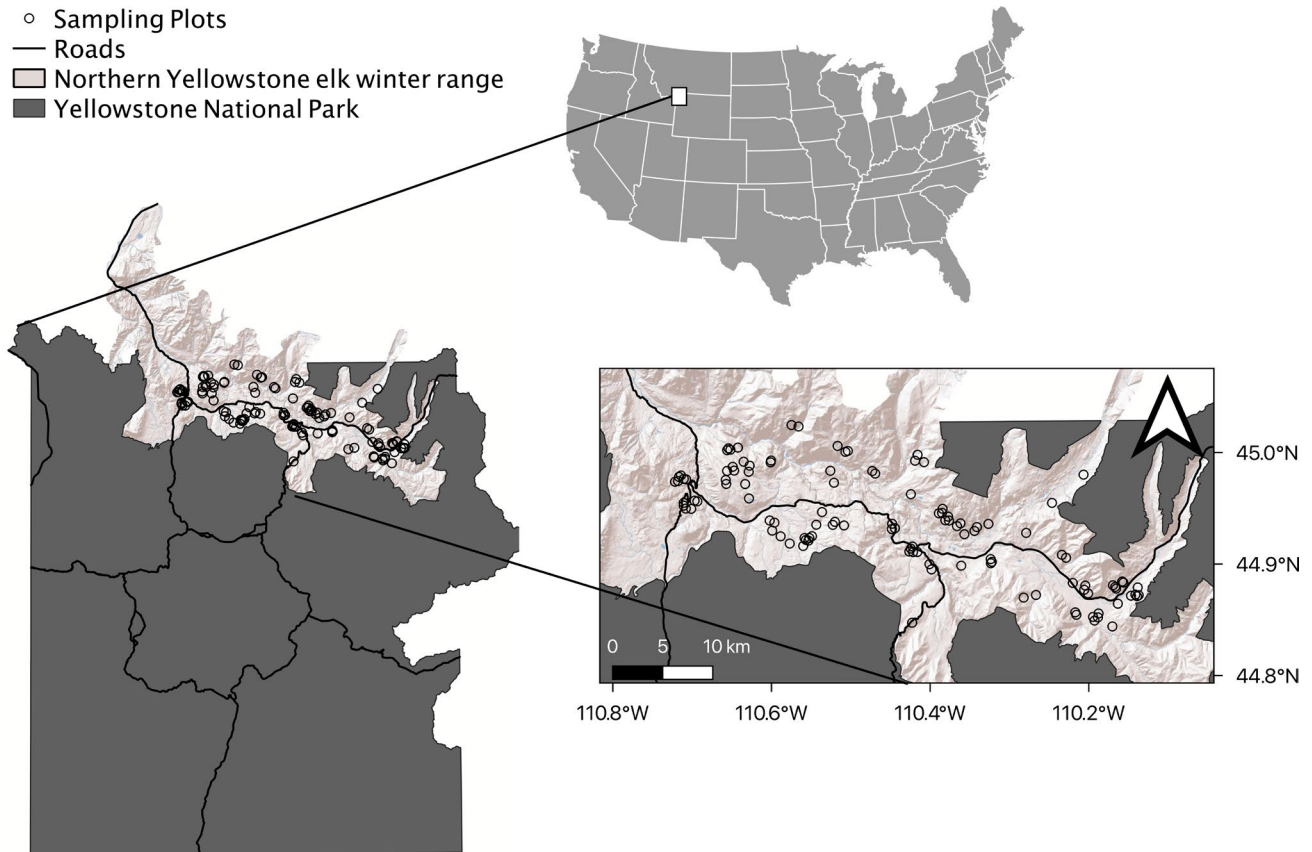 Sampling Plots
Roads
Northern Yellowstone elk winter range
Yellowstone National Park
45.0°N
44.9°N
44.8°N
0 5 10 km
110.8°W 110.6°W 110.4°W 110.2°W